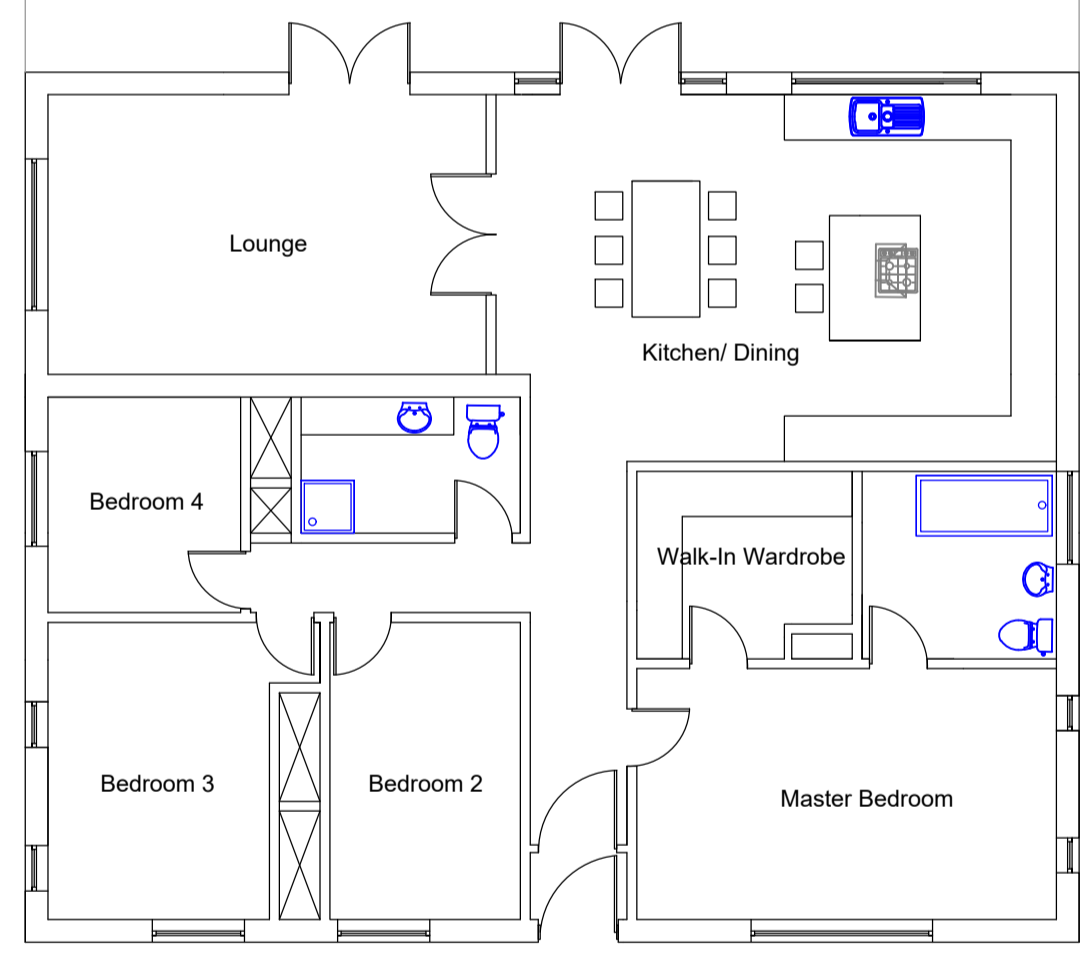 Lounge
Kitchen/ Dining
Bedroom 4
Walk-In Wardrobe
Bedroom 3
Bedroom 2
Master Bedroom